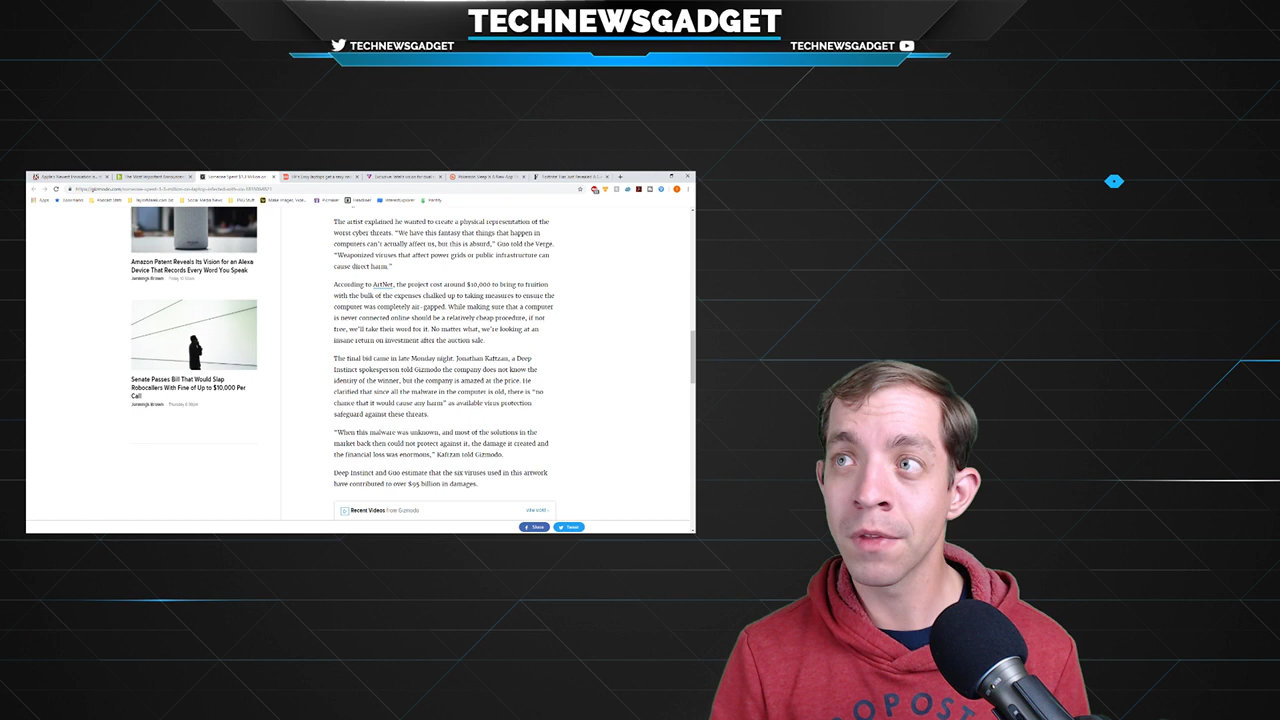 TECHNEWSGADGET
TECHNEWSGADGET
TECHNEWSGADGET
Apps
Bookmarks
Social Media News
The artist explained he wanted to create a physical representation of the
worst cyber threats. “We have this fantasy that things that happen in
computers can't actually affect us, but this is absurd,” Guo told the Verge.
“Weaponized viruses that affect power grids or public infrastructure can
cause direct harm.”
According to ArtNet, the project cost around $10,000 to bring to fruition
with the bulk of the expenses chalked up to taking measures to ensure the
computer was completely air-gapped. While making sure that a computer
is never connected online should be a relatively cheap procedure, if not
free, we'll take their word for it. No matter what, we're looking at an
insane return on investment after the auction sale.
The final bid came in late Monday night. Jonathan Kaftzan, a Deep
Instinct spokesperson told Gizmodo the company does not know the
identity of the winner, but the company is amazed at the price. He
clarified that since all the malware in the computer is old, there is “no
chance that it would cause any harm” as available virus protection
safeguard against these threats.
“When this malware was unknown, and most of the solutions in the
market back then could not protect against it, the damage it created and
the financial loss was enormous,” Kaftzan told Gizmodo.
Deep Instinct and Guo estimate that the six viruses used in this artwork
have contributed to over $95 billion in damages.
Recent Videos from Gizmodo
VIEW MORE ›
Share
Tweet
Amazon Patent Reveals Its Vision for an Alexa
Device That Records Every Word You Speak
Jennings Brown
Senate Passes Bill That Would Slap
Robocallers With Fine of Up to $10,000 Per
Call
Jennings Brown
OPOST